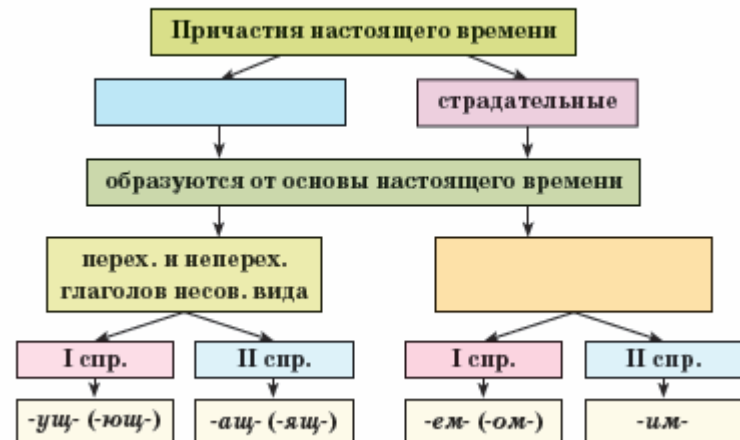 Причастия настоящего времени
страдательные
образуются от основы настоящего времени
перех. и неперех.
глаголов несов. вида
I спр.
II спр.
I спр.
II спр.
-ущ- (-ющ-)
-ащ- (-ящ-)
-ем- (-ом-)
-им-